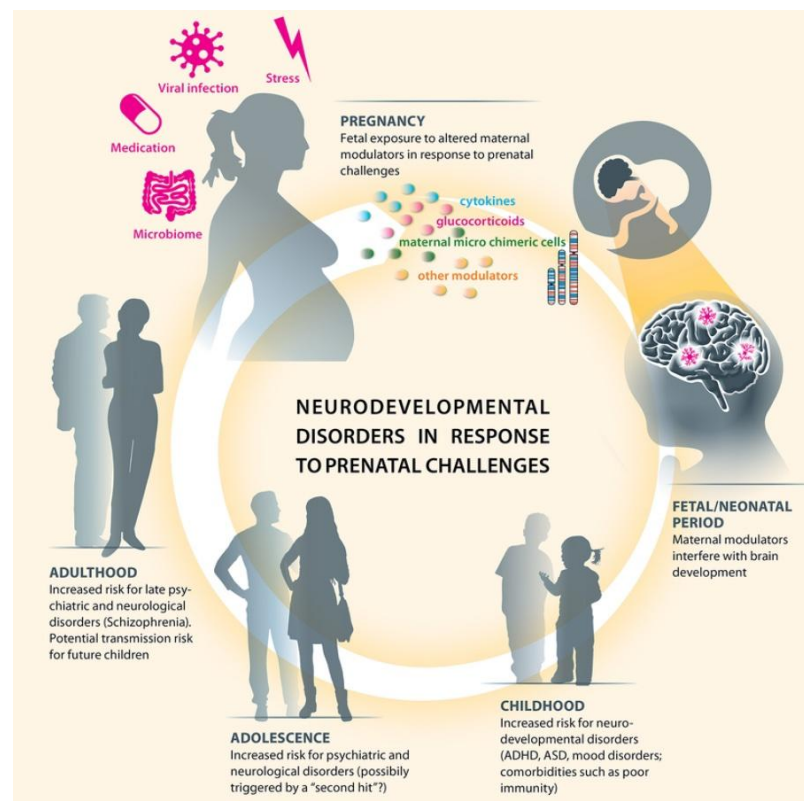 Viral infection
Stress
Medication
Microbiome
PREGNANCY
Fetal exposure to altered maternal
modulators in response to prenatal
challenges
cytokines
glucocorticoids
maternal micro chimeric cells
other modulators
NEURODEVELOPMENTAL
DISORDERS IN RESPONSE
TO PRENATAL CHALLENGES
FETAL/NEONATAL
PERIOD
Maternal modulators
interfere with brain
development
CHILDHOOD
Increased risk for neuro-
developmental disorders
(ADHD, ASD, mood disorders;
comorbidities such as poor
immunity)
ADOLESCENCE
Increased risk for psychiatric and
neurological disorders (possibily
triggered by a “second hit”?)
ADULTHOOD
Increased risk for late psy-
chiatric and neurological
disorders (Schizophrenia).
Potential transmission risk
for future children